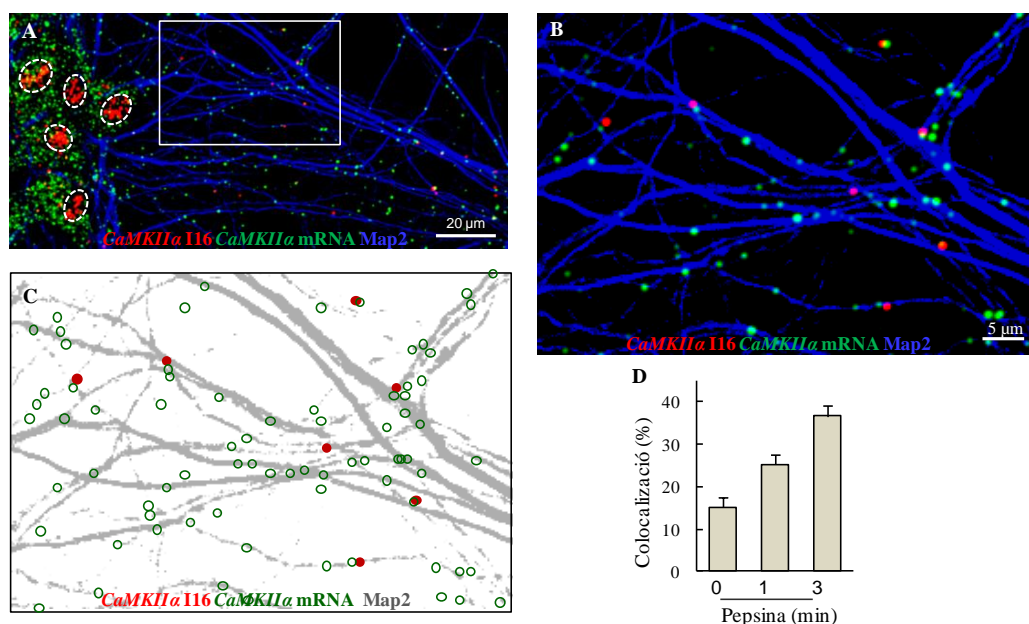 A
20 µm
CaMKIIα I16 CaMKIIα mRNA Map2
B
5 µm
CaMKIIα I16 CaMKIIα mRNA Map2
C
CaMKIIα I16 CaMKIIα mRNA Map2
D
Colocalizació (%)
40
30
20
10
0
0 1 3
Pepsina (min)